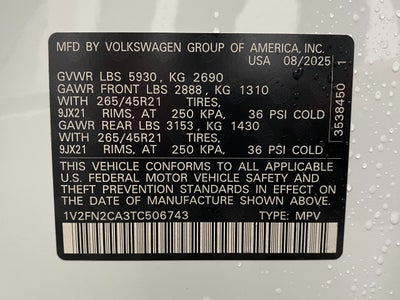 MFD BY VOLKSWAGEN GROUP OF AMERICA, INC.
USA 08/2025
GVWR LBS 5930, KG 2690
GAWR FRONT LBS 2888, KG 1310
WITH 265/45R21 TIRES,
9JX21 RIMS, AT 250 KPA, 36 PSI COLD
GAWR REAR LBS 3153, KG 1430
WITH 265/45R21 TIRES,
9JX21 RIMS, AT 250 KPA, 36 PSI COLD
THIS VEHICLE CONFORMS TO ALL APPLICABLE
U.S. FEDERAL MOTOR VEHICLE SAFETY AND
THEFT PREVENTION STANDARDS IN EFFECT ON
THE DATE OF MANUFACTURE SHOWN ABOVE.
1V2FN2CA3TC506743 TYPE: MPV
3538450 1